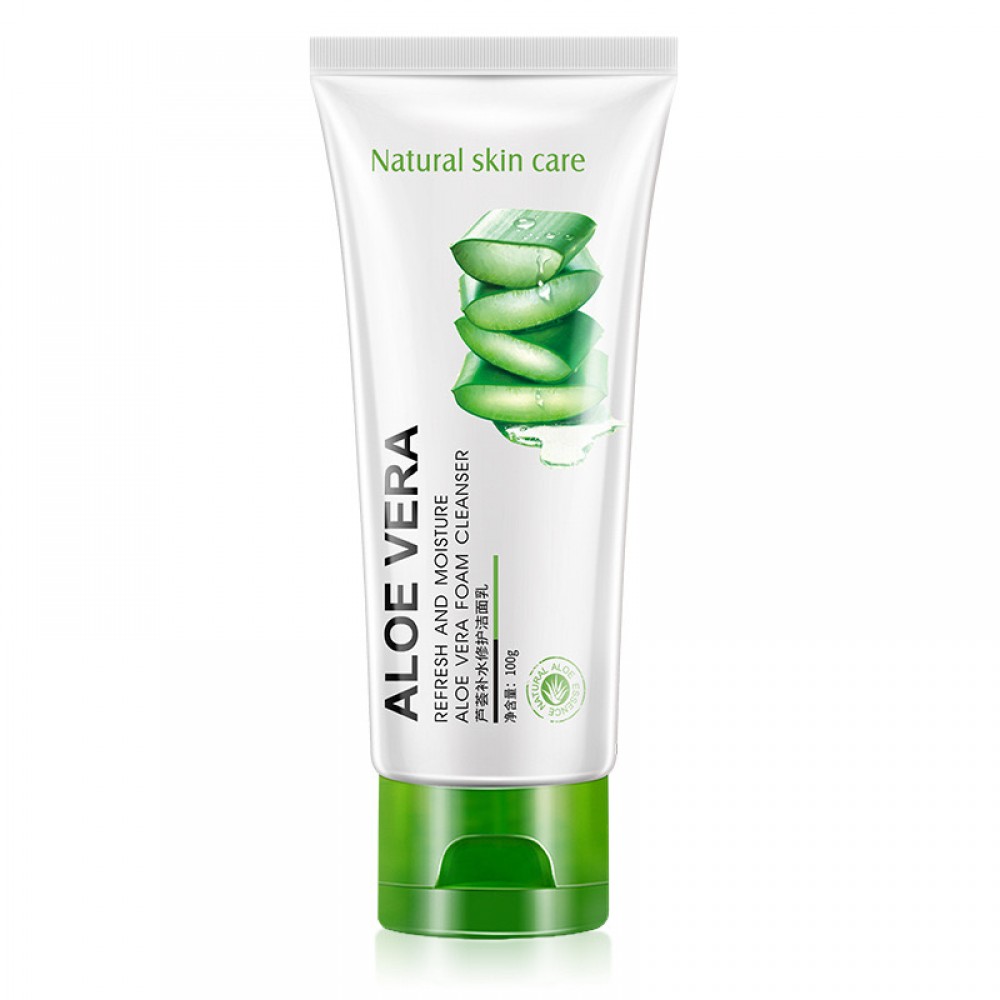 Natural skin care
ALOE VERA
REFRESH AND MOISTURE
ALOE VERA FOAM CLEANSER
芦荟补水修护洁面乳
净含量：100g
NATURAL ALOE ESSENCE